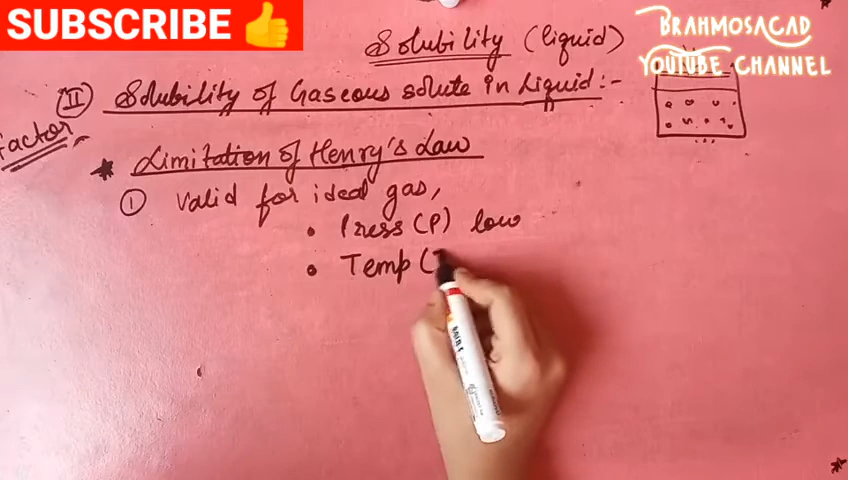 SUBSCRIBE
Solubility (liquid)
BRAHMOSACAD
YOUTUBE CHANNEL
II Solubility of Gaseous solute in Liquid:-
Factor
Limitation of Henry's Law
1 Valid for ideal gas,
• Press (P) low
• Temp (T